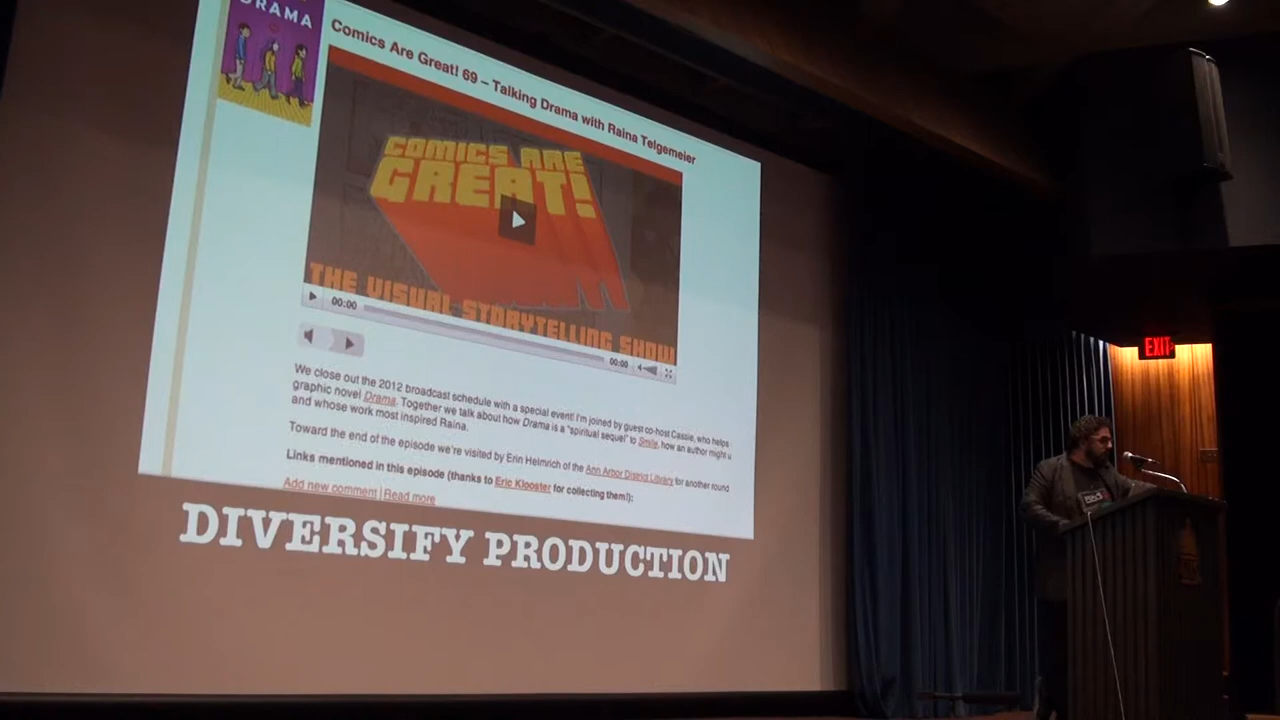 DRAMA
Comics Are Great! 69 – Talking Drama with Raina Telgemeier
COMICS ARE
GREAT!
THE VISUAL STORYTELLING SHOW
00:00
00:00
We close out the 2012 broadcast schedule with a special event! I'm joined by guest co-host Cassie, who helps
graphic novel Drama. Together we talk about how Drama is a "spiritual sequel" to Smile, how an author might u
and whose work most inspired Raina.
Toward the end of the episode we're visited by Erin Helmrich of the Ann Arbor District Library for another round
Links mentioned in this episode (thanks to Eric Klooster for collecting them!):
Add new comment | Read more
DIVERSIFY PRODUCTION
EXIT